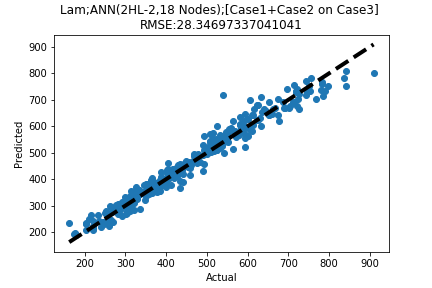 Lam;ANN(2HL-2,18 Nodes);[Case1+Case2 on Case3]
RMSE:28.34697337041041
900
800
700
600
500
400
300
200
Predicted
200 300 400 500 600 700 800 900
Actual